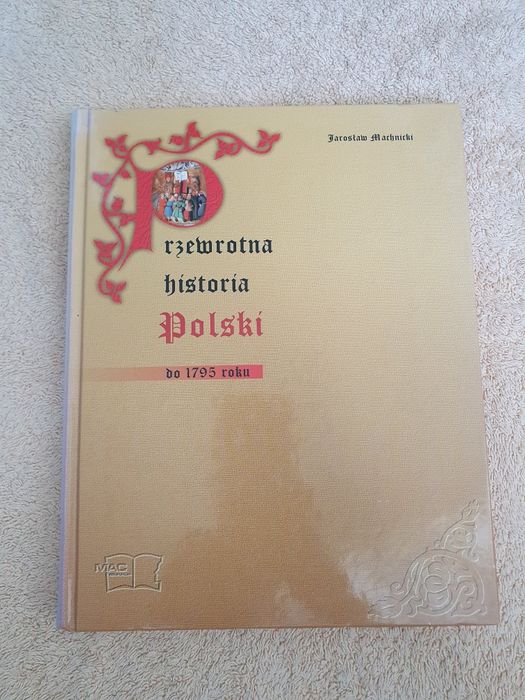 Jarosław Machnicki
Przewrotna
historia
Polski
do 1795 roku
MAC